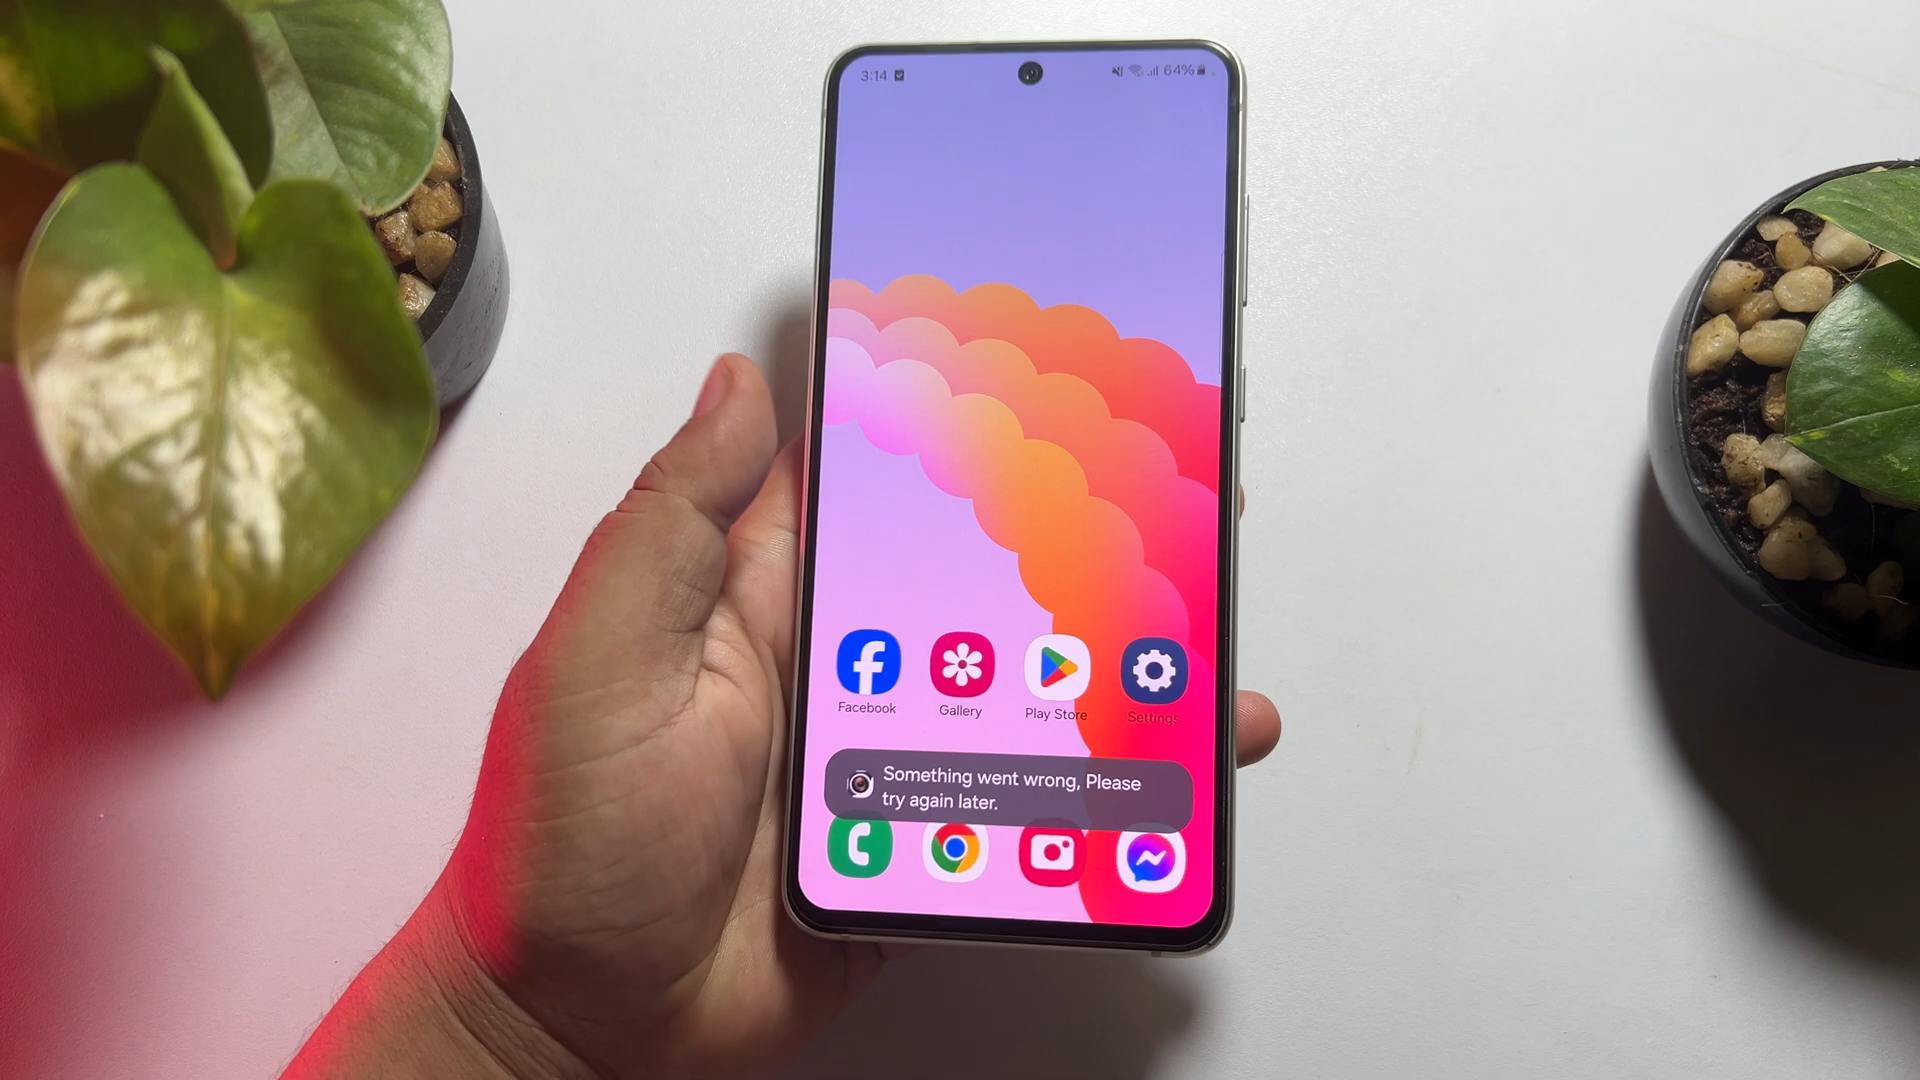 3:14
64%
Facebook
Gallery
Play Store
Settings
Something went wrong, Please
try again later.